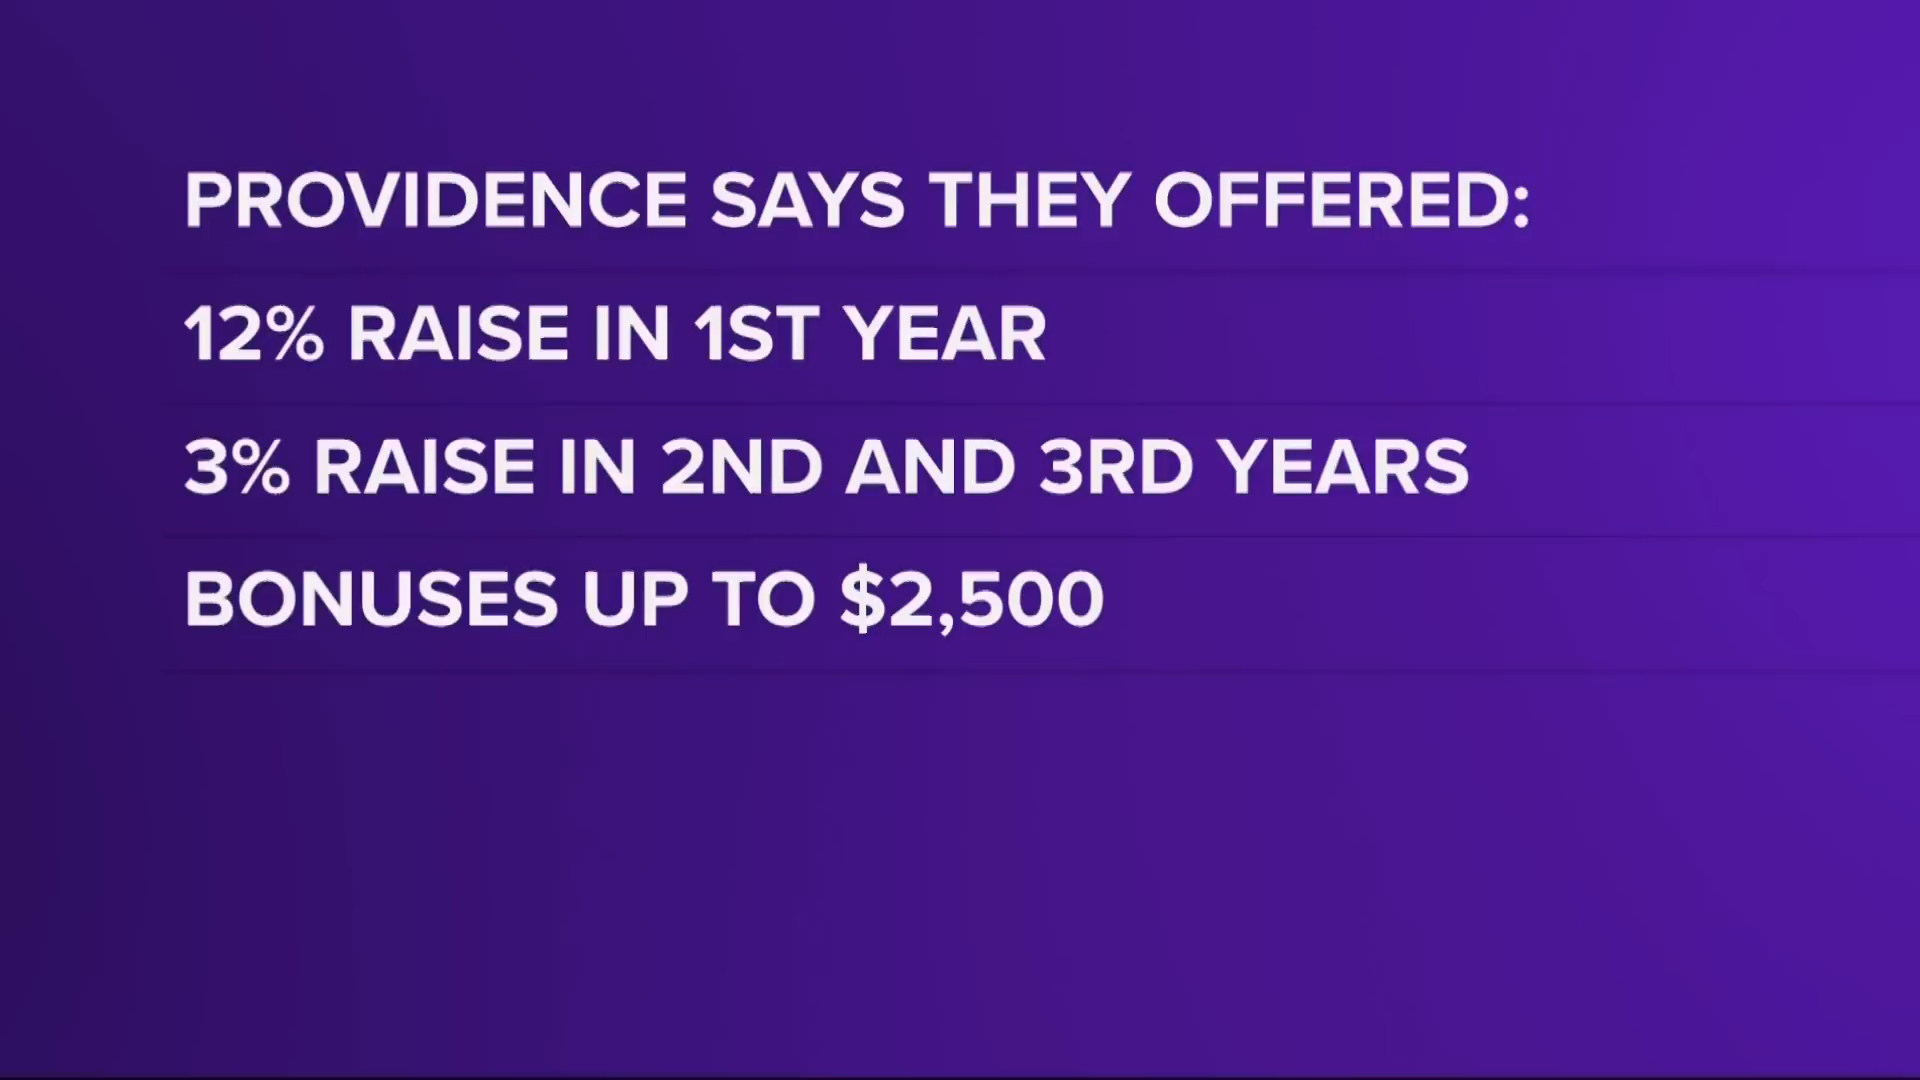 PROVIDENCE SAYS THEY OFFERED:
12% RAISE IN 1ST YEAR
3% RAISE IN 2ND AND 3RD YEARS
BONUSES UP TO $2,500